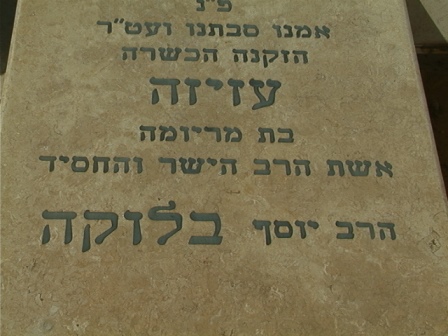 פ״נ
אמנו סבתנו ועט״ר
הזקנה הכשרה
עזיזה
בת מריומה
אשת הרב הישר והחסיד
הרב יוסף בלוקה